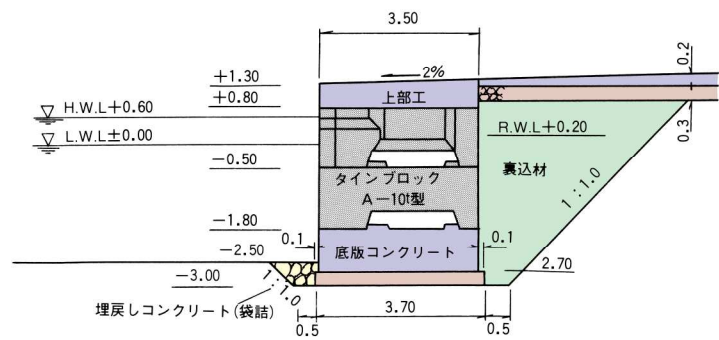 3.50
2%
0.2
+1.30
+0.80
上部工
H.W.L+0.60
R.W.L+0.20
0.3
L.W.L±0.00
-0.50
タインブロック
A-10t型
裏込材
1:1.0
-1.80
0.1
底版コンクリート
0.1
-2.50
2.70
-3.00
1:1.0
埋戻しコンクリート(袋詰)
0.5
3.70
0.5